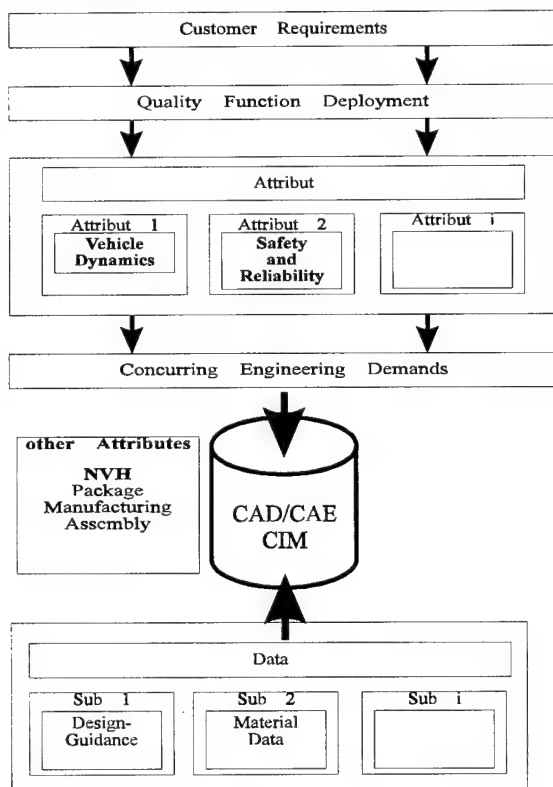 Customer Requirements
Quality Function Deployment
Attribut
Attribut 1
Vehicle
Dynamics
Attribut 2
Safety
and
Reliability
Attribut i
Concurring Engineering Demands
other Attributes
NVH
Package
Manufacturing
Assembly
CAD/CAE
CIM
Data
Sub 1
Design-
Guidance
Sub 2
Material
Data
Sub i